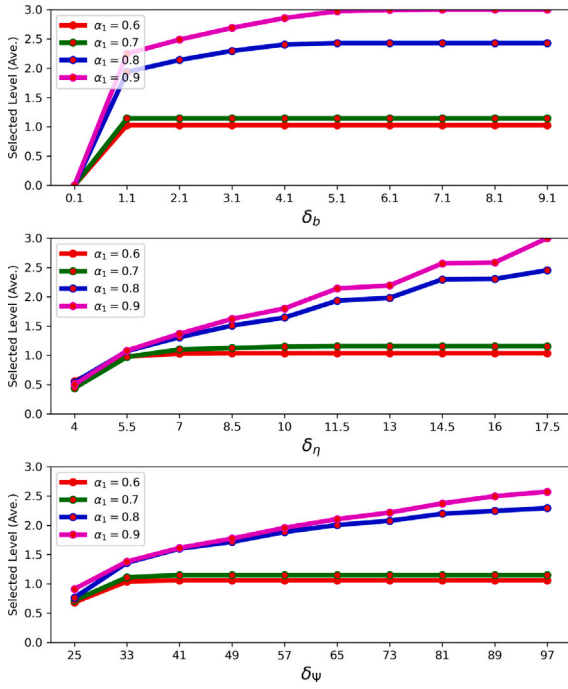 3.0
2.5
2.0
1.5
1.0
0.5
0.0
Selected Level (Ave.)
α₁ = 0.6
α₁ = 0.7
α₁ = 0.8
α₁ = 0.9
0.1 1.1 2.1 3.1 4.1 5.1 6.1 7.1 8.1 9.1
δ_b
3.0
2.5
2.0
1.5
1.0
0.5
0.0
Selected Level (Ave.)
α₁ = 0.6
α₁ = 0.7
α₁ = 0.8
α₁ = 0.9
4 5.5 7 8.5 10 11.5 13 14.5 16 17.5
δ_η
3.0
2.5
2.0
1.5
1.0
0.5
0.0
Selected Level (Ave.)
α₁ = 0.6
α₁ = 0.7
α₁ = 0.8
α₁ = 0.9
25 33 41 49 57 65 73 81 89 97
δ_Ψ